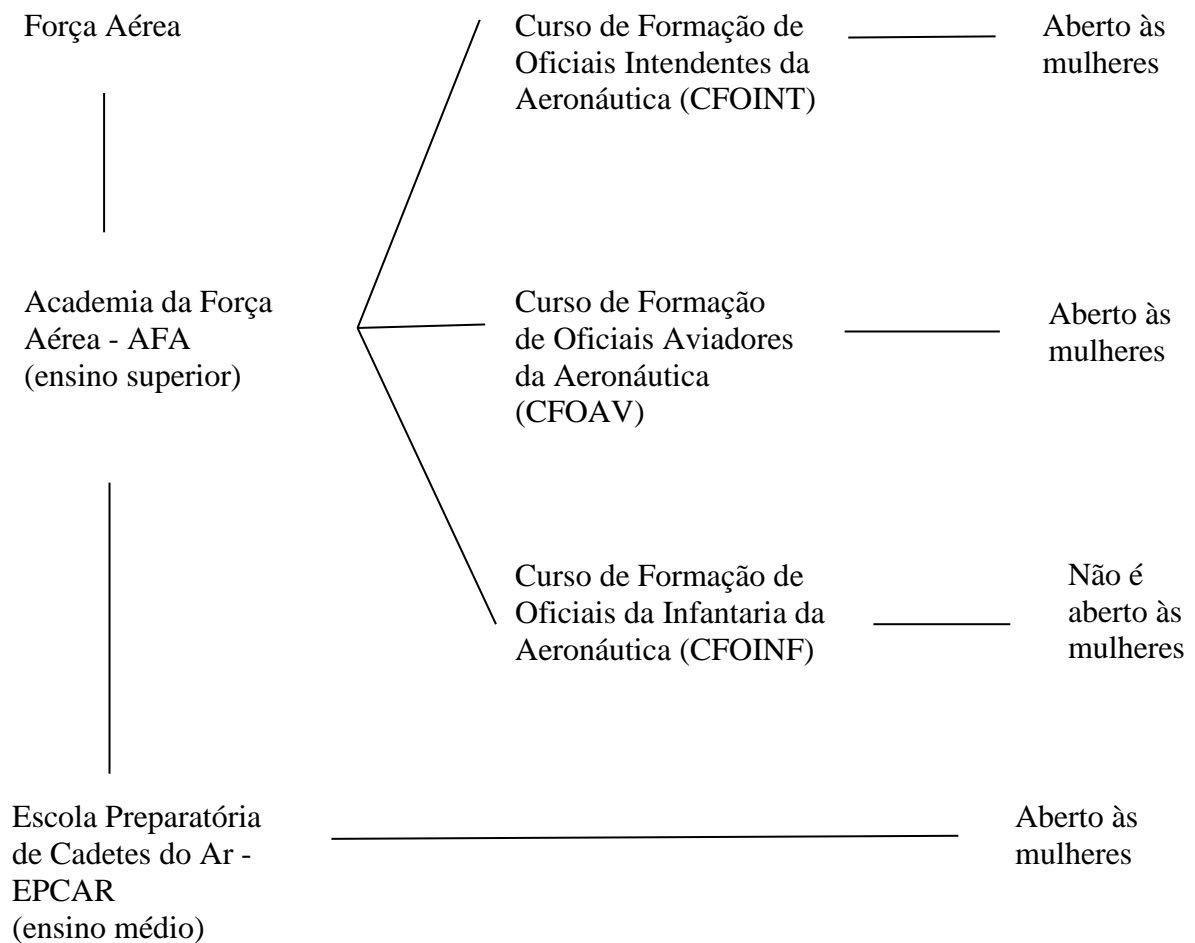 Força Aérea
Curso de Formação de
Oficiais Intendentes da
Aeronáutica (CFOINT)
Aberto às
mulheres
Academia da Força
Aérea - AFA
(ensino superior)
Curso de Formação
de Oficiais Aviadores
da Aeronáutica
(CFOAV)
Aberto às
mulheres
Curso de Formação de
Oficiais da Infantaria da
Aeronáutica (CFOINF)
Não é
aberto às
mulheres
Escola Preparatória
de Cadetes do Ar -
EPCAR
(ensino médio)
Aberto às
mulheres